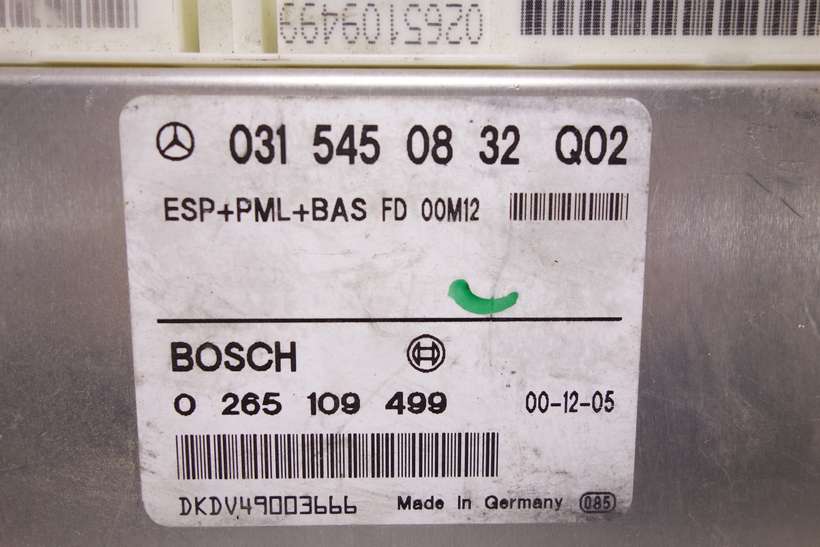 0265109499
031 545 08 32 Q02
ESP+PML+BAS FD 00M12
BOSCH
0 265 109 499 00-12-05
DKDV49003666 Made in Germany 085